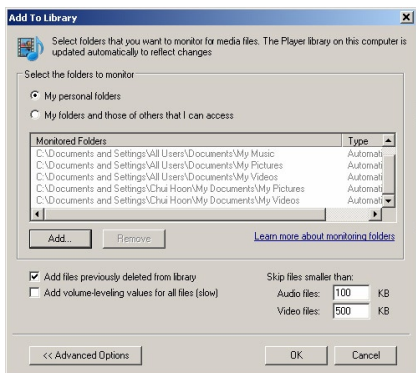 Add To Library
Select folders that you want to monitor for media files. The Player library on this computer is
updated automatically to reflect changes
Select the folders to monitor
My personal folders
My folders and those of others that I can access
Monitored Folders Type
C:\Documents and Settings\All Users\Documents\My Music Automati
C:\Documents and Settings\All Users\Documents\My Pictures Automati
C:\Documents and Settings\All Users\Documents\My Videos Automati
C:\Documents and Settings\Chui Hoon\My Documents\My Pictures Automati
C:\Documents and Settings\Chui Hoon\My Documents\My Videos Automati
Add... Remove Learn more about monitoring folders
Add files previously deleted from library Skip files smaller than:
Add volume-leveling values for all files (slow) Audio files: 100 KB
Video files: 500 KB
<< Advanced Options OK Cancel